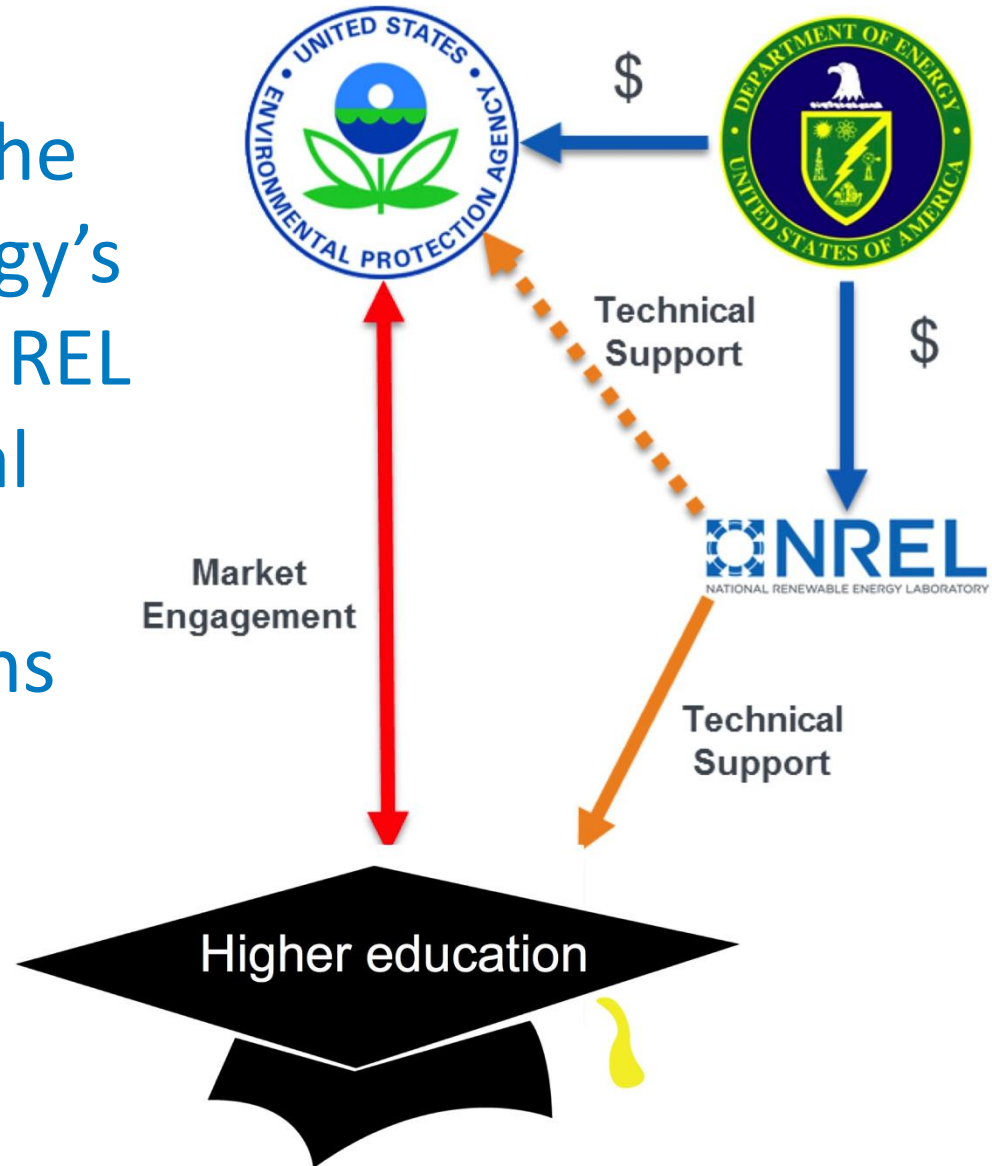 he
gy’s
REL
al
ns
UNITED STATES • ENVIRONMENTAL PROTECTION AGENCY •
$
DEPARTMENT OF ENERGY • UNITED STATES OF AMERICA •
Technical
Support
$
NREL
NATIONAL RENEWABLE ENERGY LABORATORY
Market
Engagement
Technical
Support
Higher education